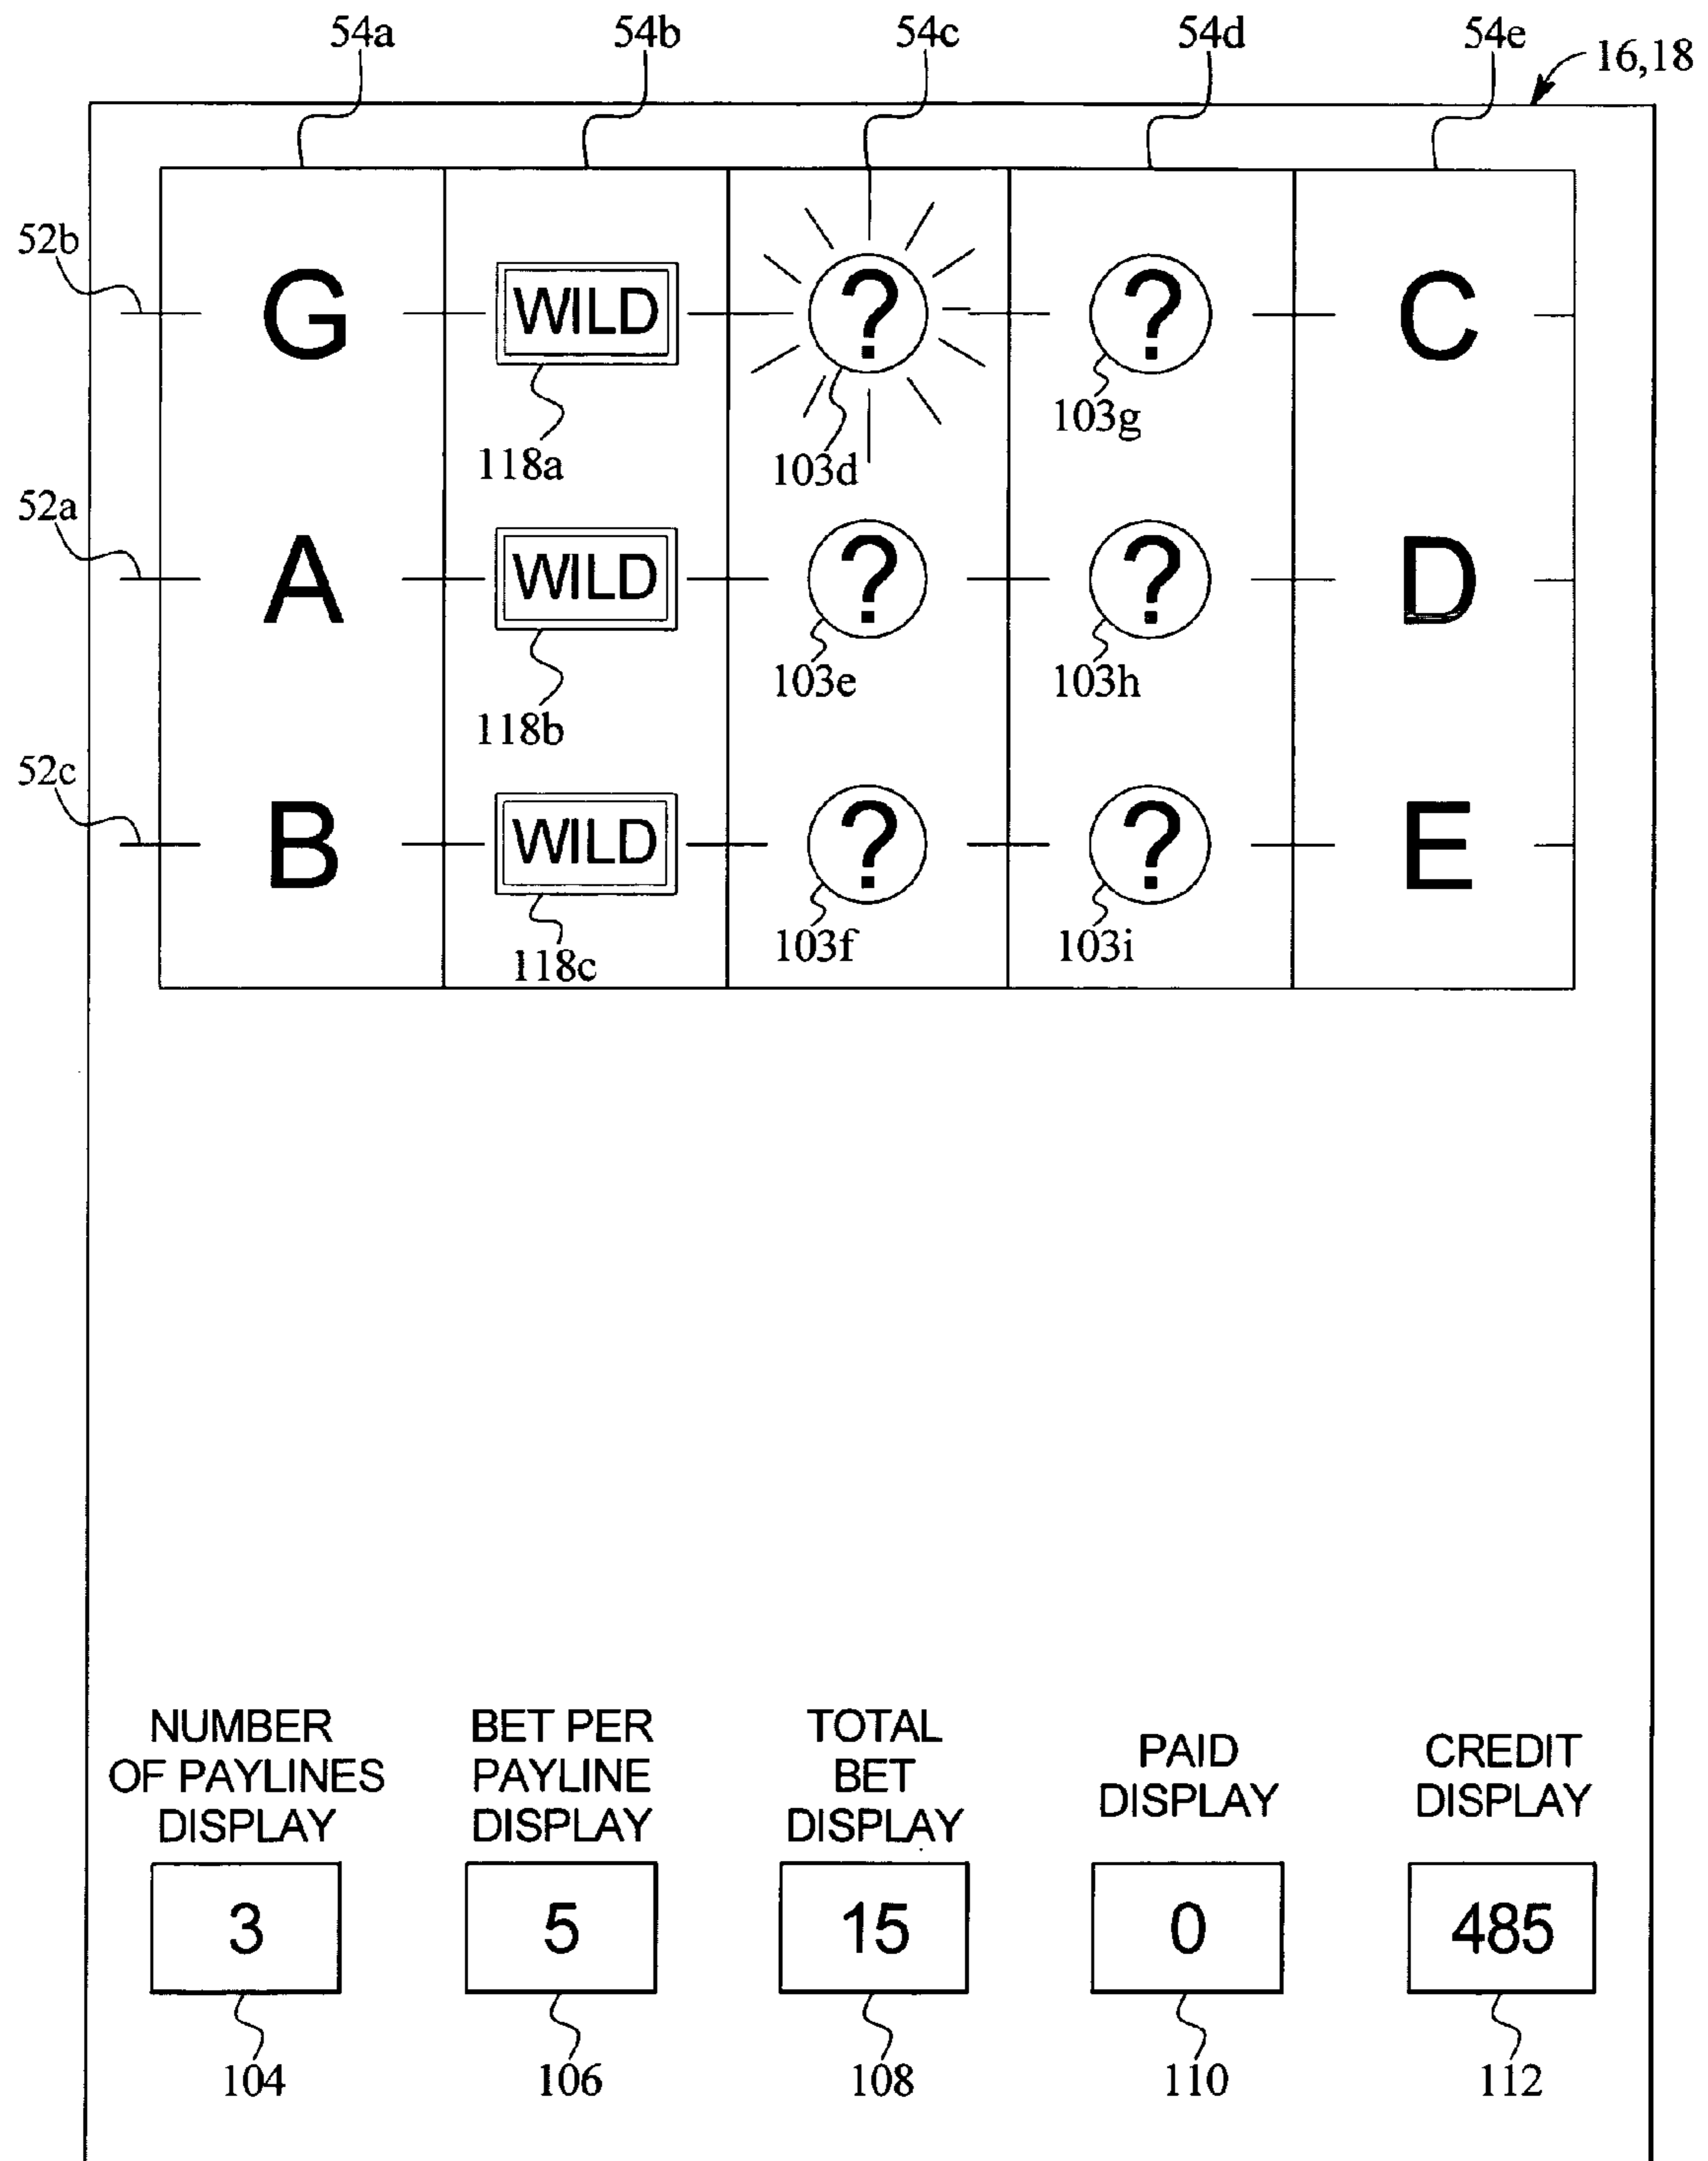 54a 54b 54c 54d 54e
16,18
52b G WILD ? ? C
118a 103d 103g
52a A WILD ? ? D
118b 103e 103h
52c B WILD ? ? E
118c 103f 103i
NUMBER
OF PAYLINES
DISPLAY
3
104
BET PER
PAYLINE
DISPLAY
5
106
TOTAL
BET
DISPLAY
15
108
PAID
DISPLAY
0
110
CREDIT
DISPLAY
485
112